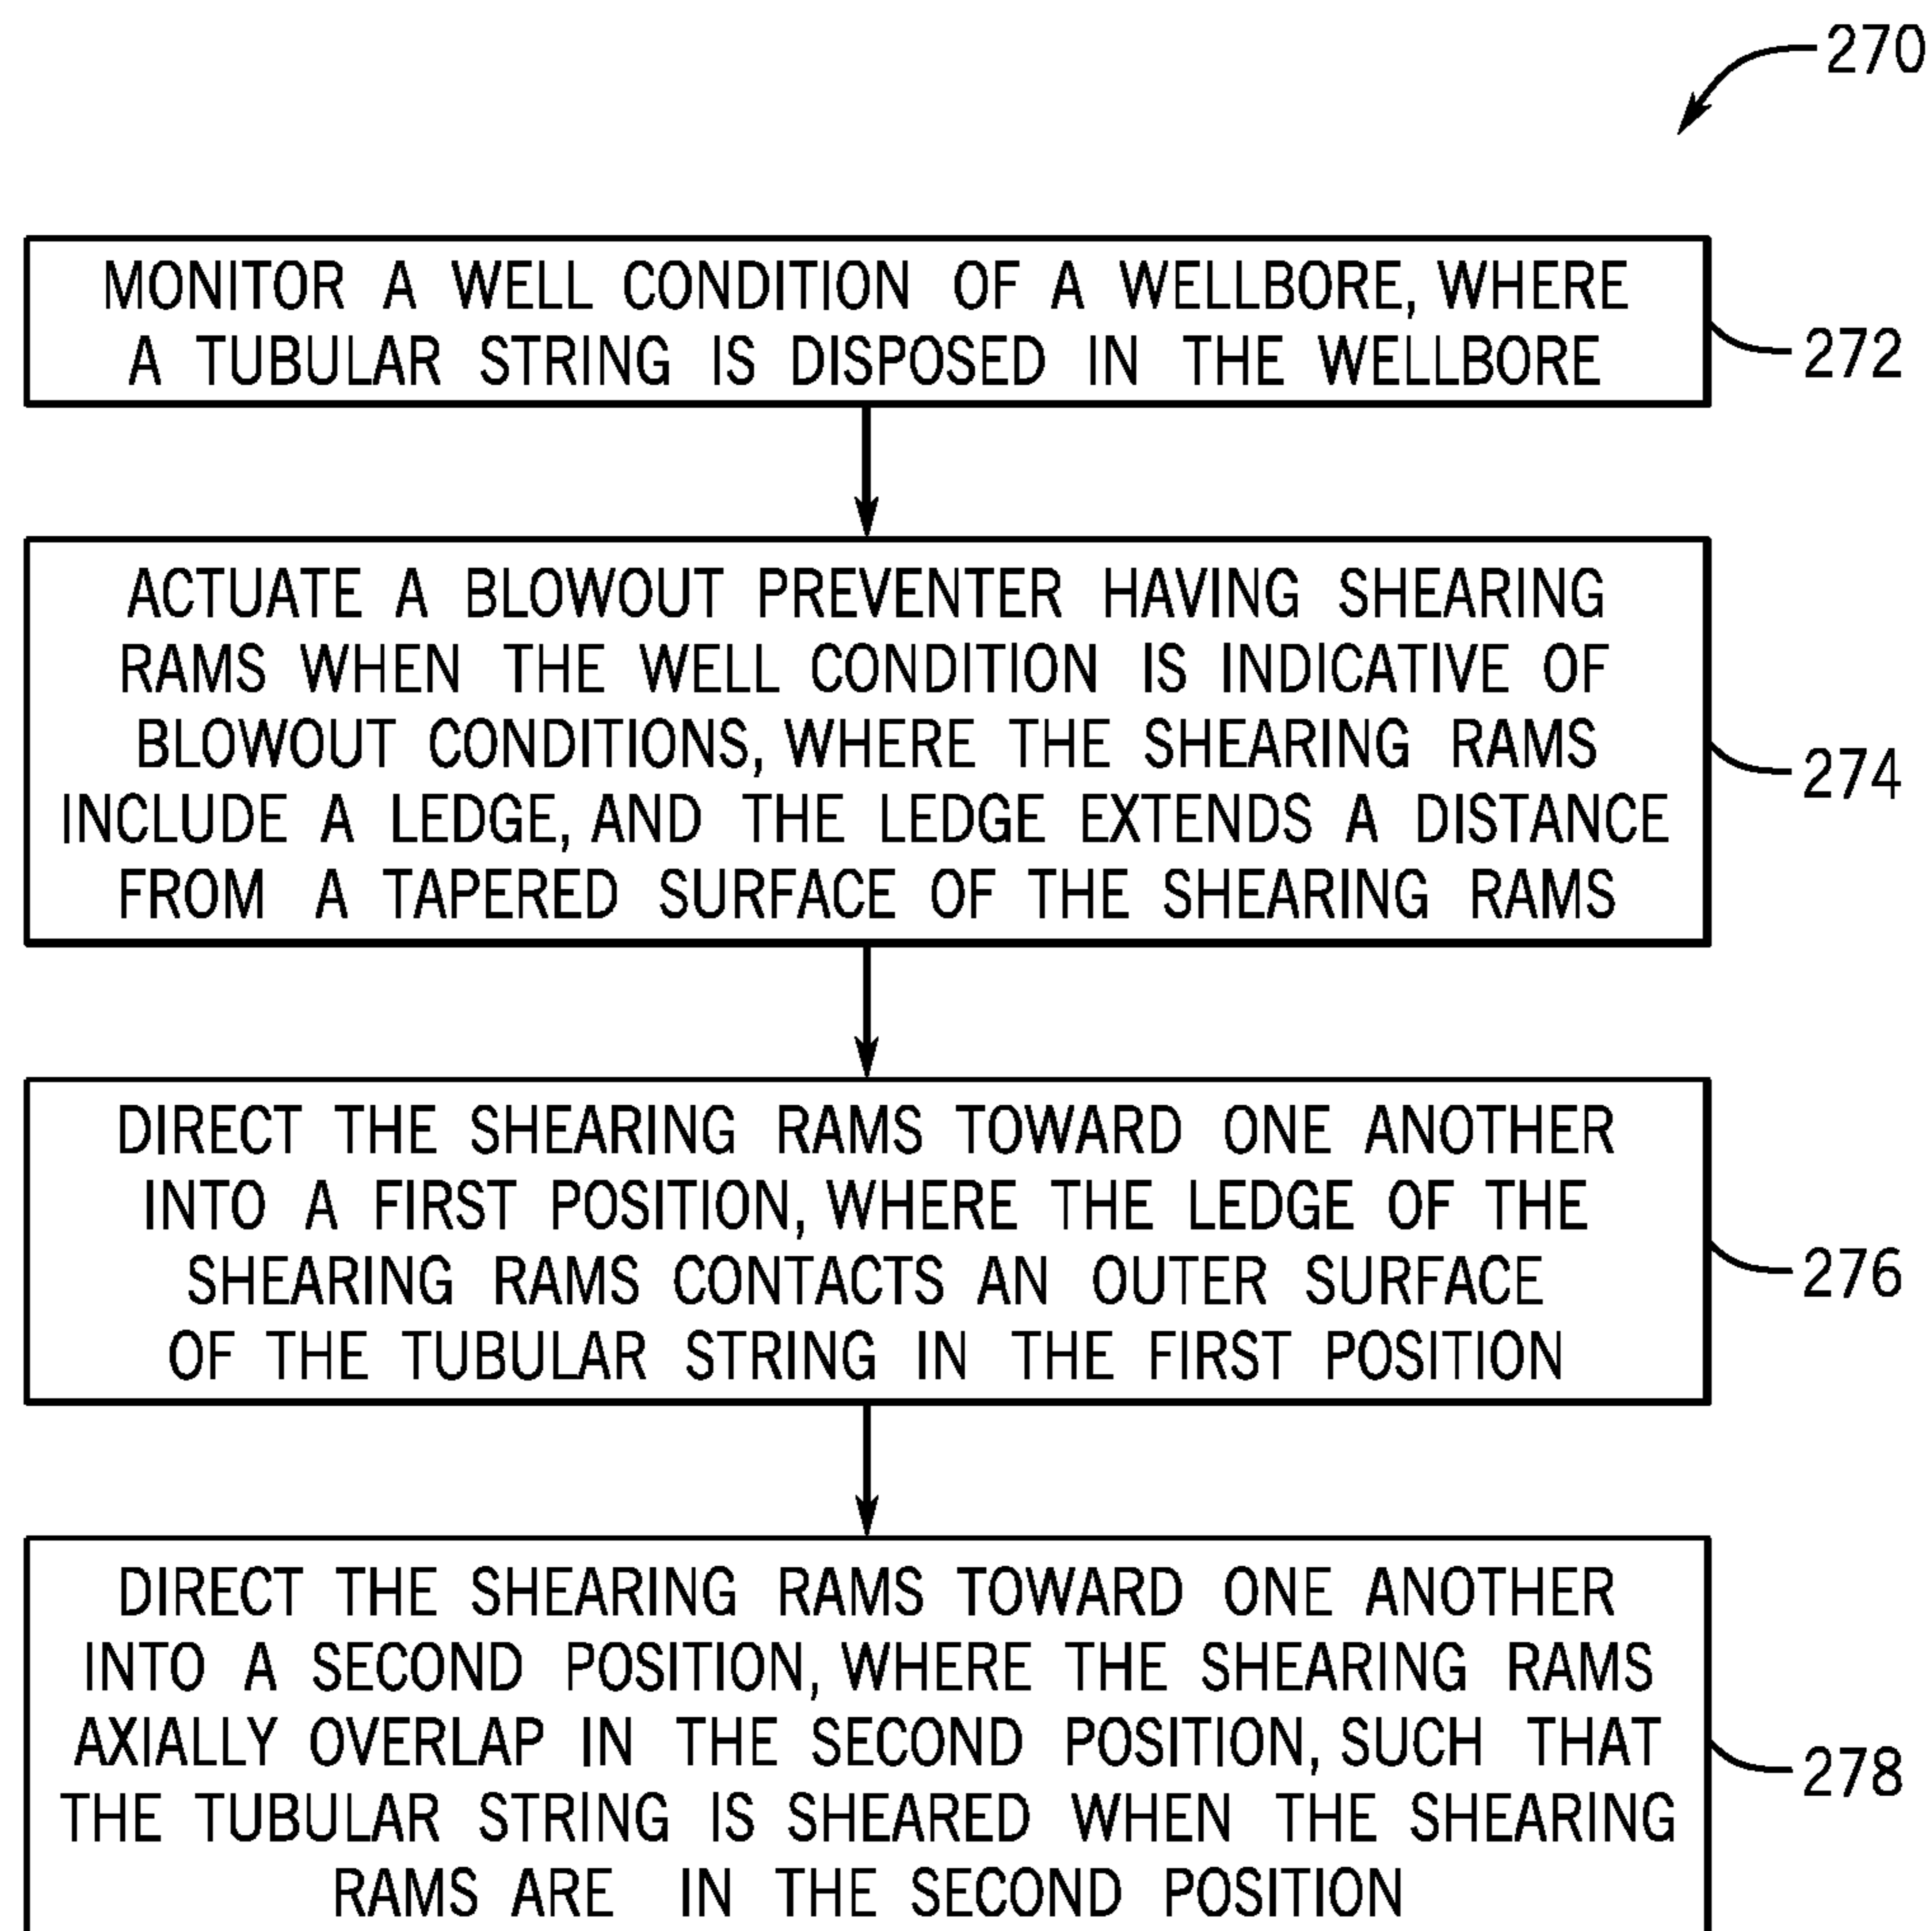 270
MONITOR A WELL CONDITION OF A WELLBORE, WHERE
A TUBULAR STRING IS DISPOSED IN THE WELLBORE
272
ACTUATE A BLOWOUT PREVENTER HAVING SHEARING
RAMS WHEN THE WELL CONDITION IS INDICATIVE OF
BLOWOUT CONDITIONS, WHERE THE SHEARING RAMS
INCLUDE A LEDGE, AND THE LEDGE EXTENDS A DISTANCE
FROM A TAPERED SURFACE OF THE SHEARING RAMS
274
DIRECT THE SHEARING RAMS TOWARD ONE ANOTHER
INTO A FIRST POSITION, WHERE THE LEDGE OF THE
SHEARING RAMS CONTACTS AN OUTER SURFACE
OF THE TUBULAR STRING IN THE FIRST POSITION
276
DIRECT THE SHEARING RAMS TOWARD ONE ANOTHER
INTO A SECOND POSITION, WHERE THE SHEARING RAMS
AXIALLY OVERLAP IN THE SECOND POSITION, SUCH THAT
THE TUBULAR STRING IS SHEARED WHEN THE SHEARING
RAMS ARE IN THE SECOND POSITION
278